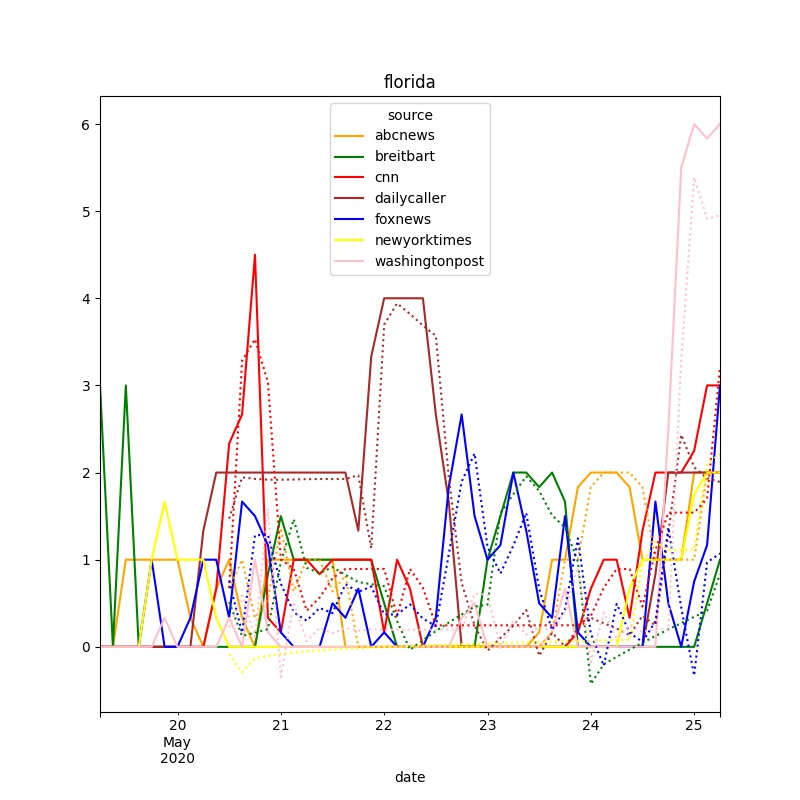 florida
source
abcnews
breitbart
cnn
dailycaller
foxnews
newyorktimes
washingtonpost
6
5
4
3
2
1
0
20
May
2020
21
22
23
24
25
date